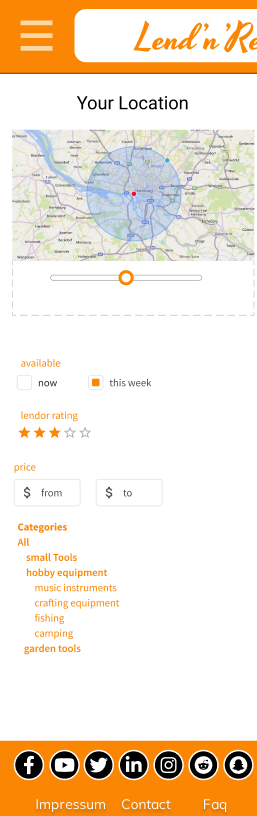 Lend'n'Re
Your Location
available
now this week
lendor rating
price
$ from $ to
Categories
All
small Tools
hobby equipment
music instruments
crafting equipment
fishing
camping
garden tools
Impressum Contact Faq